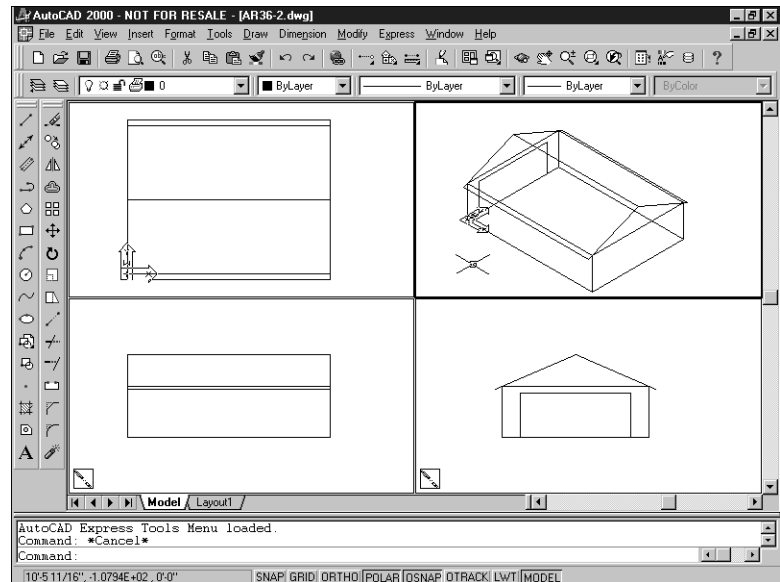 AutoCAD 2000 - NOT FOR RESALE - [AR36-2.dwg]
File Edit View Insert Format Tools Draw Dimension Modify Express Window Help
0 ByLayer ByLayer ByLayer ByColor
Model Layout1
AutoCAD Express Tools Menu loaded.
Command: *Cancel*
Command:
10'-5 11/16", -1.0794E+02 , 0'-0" SNAP GRID ORTHO POLAR OSNAP OTRACK LWT MODEL